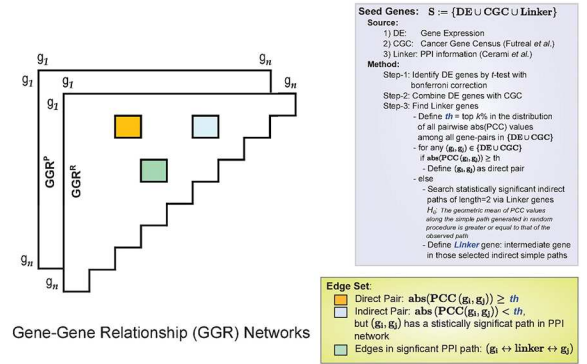 g1
gn
g1
g1
gn
g1
GGR^P
GGR^R
gn
gn
Gene-Gene Relationship (GGR) Networks
Seed Genes: S := {DE ∪ CGC ∪ Linker}
Source:
1) DE: Gene Expression
2) CGC: Cancer Gene Census (Futreal et al.)
3) Linker: PPI information (Cerami et al.)
Method:
Step-1: Identify DE genes by t-test with
bonferroni correction
Step-2: Combine DE genes with CGC
Step-3: Find Linker genes
- Define th = top k% in the distribution
of all pairwise abs(PCC) values
among all gene-pairs in {DE ∪ CGC}
- for any (gi, gj) ∈ {DE ∪ CGC}
if abs(PCC (gi, gj)) ≥ th
- Define (gi, gj) as direct pair
- else
- Search statistically significant indirect
paths of length=2 via Linker genes
H0: The geometric mean of PCC values
along the simple path generated in random
procedure is greater or equal to that of the
observed path
- Define Linker gene: intermediate gene
in those selected indirect simple paths
Edge Set:
Direct Pair: abs(PCC (gi, gj)) ≥ th
Indirect Pair: abs (PCC(gi, gj)) < th,
but (gi, gj) has a stistically significat path in PPI
network
Edges in signficant PPI path: (gi ↔ linker ↔ gj)